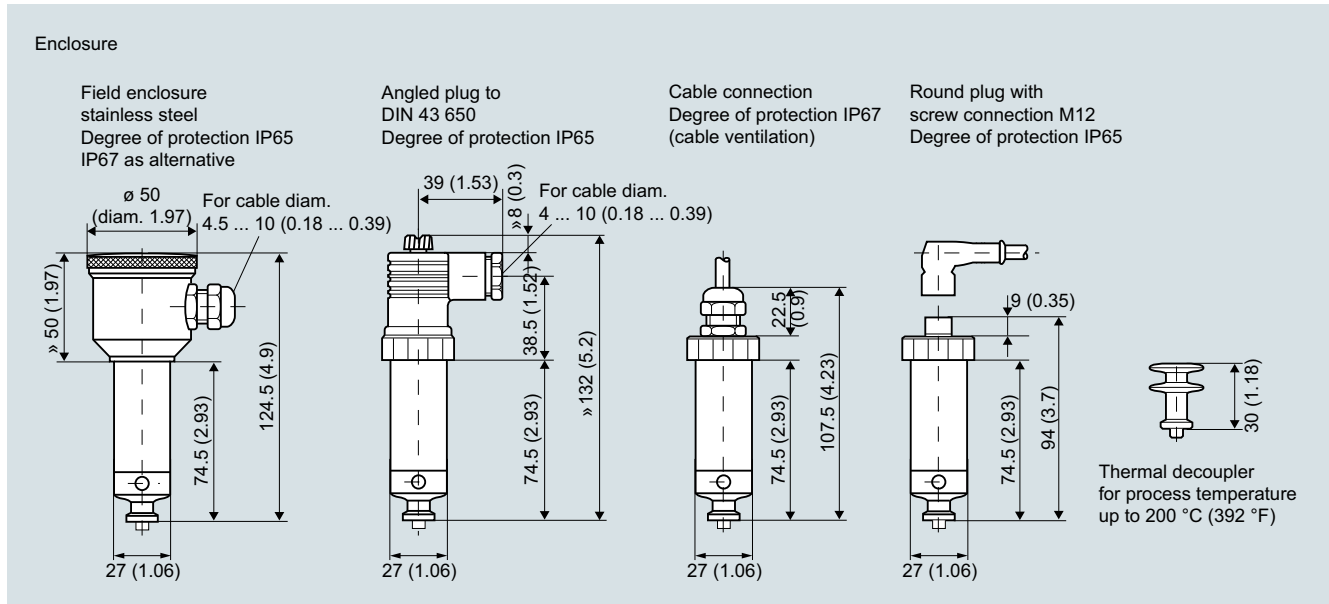 Enclosure
Field enclosure
stainless steel
Degree of protection IP65
IP67 as alternative
ø 50
(diam. 1.97)
For cable diam.
4.5 ... 10 (0.18 ... 0.39)
» 50 (1.97)
74.5 (2.93)
124.5 (4.9)
27 (1.06)
Angled plug to
DIN 43 650
Degree of protection IP65
39 (1.53)
» 8 (0.3)
For cable diam.
4 ... 10 (0.18 ... 0.39)
38.5 (1.52)
74.5 (2.93)
» 132 (5.2)
27 (1.06)
Cable connection
Degree of protection IP67
(cable ventilation)
22.5
(0.9)
74.5 (2.93)
107.5 (4.23)
27 (1.06)
Round plug with
screw connection M12
Degree of protection IP65
9 (0.35)
74.5 (2.93)
94 (3.7)
27 (1.06)
30 (1.18)
Thermal decoupler
for process temperature
up to 200 °C (392 °F)